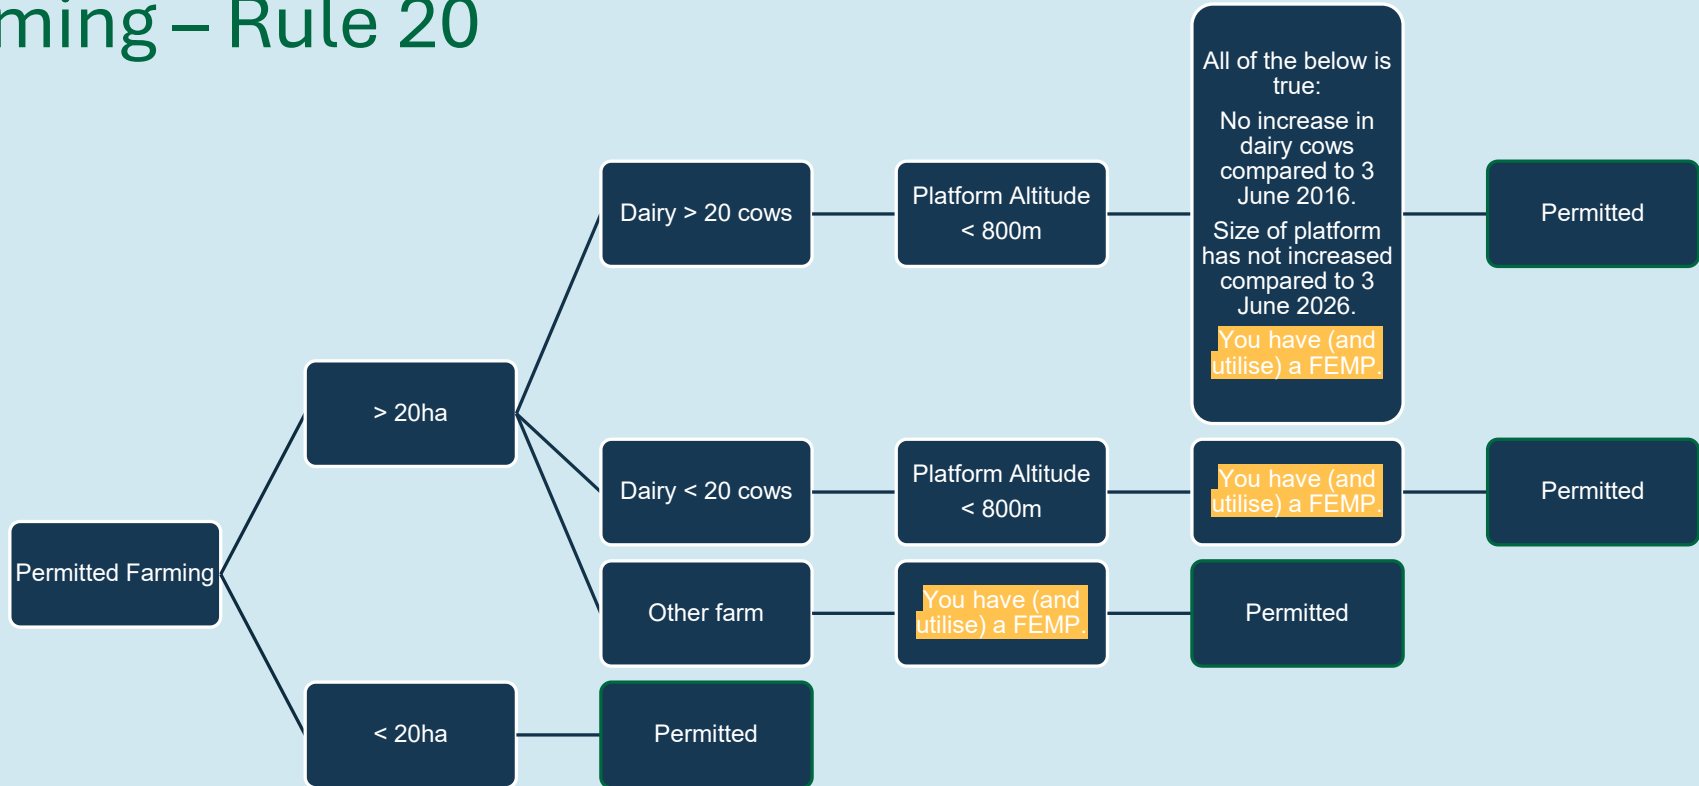 ming – Rule 20
All of the below is
true:
No increase in
dairy cows
compared to 3
June 2016.
Size of platform
has not increased
compared to 3
June 2026.
You have (and
utilise) a FEMP.
Dairy > 20 cows
Platform Altitude
< 800m
Permitted
> 20ha
Dairy < 20 cows
Platform Altitude
< 800m
You have (and
utilise) a FEMP.
Permitted
Permitted Farming
Other farm
You have (and
utilise) a FEMP.
Permitted
< 20ha
Permitted